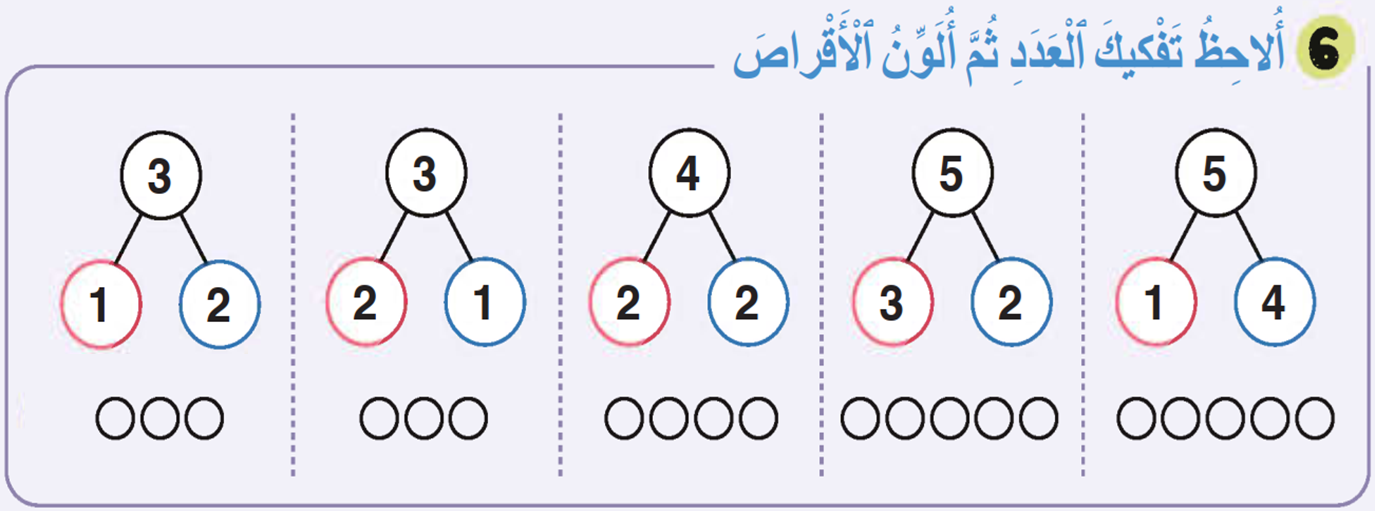 6 أُلاحِظُ تَفْكيكَ ٱلْعَدَدِ ثُمَّ أُلَوِّنُ ٱلْأَقْراصَ
3 3 4 5 5
1 2 2 1 2 2 3 2 1 4